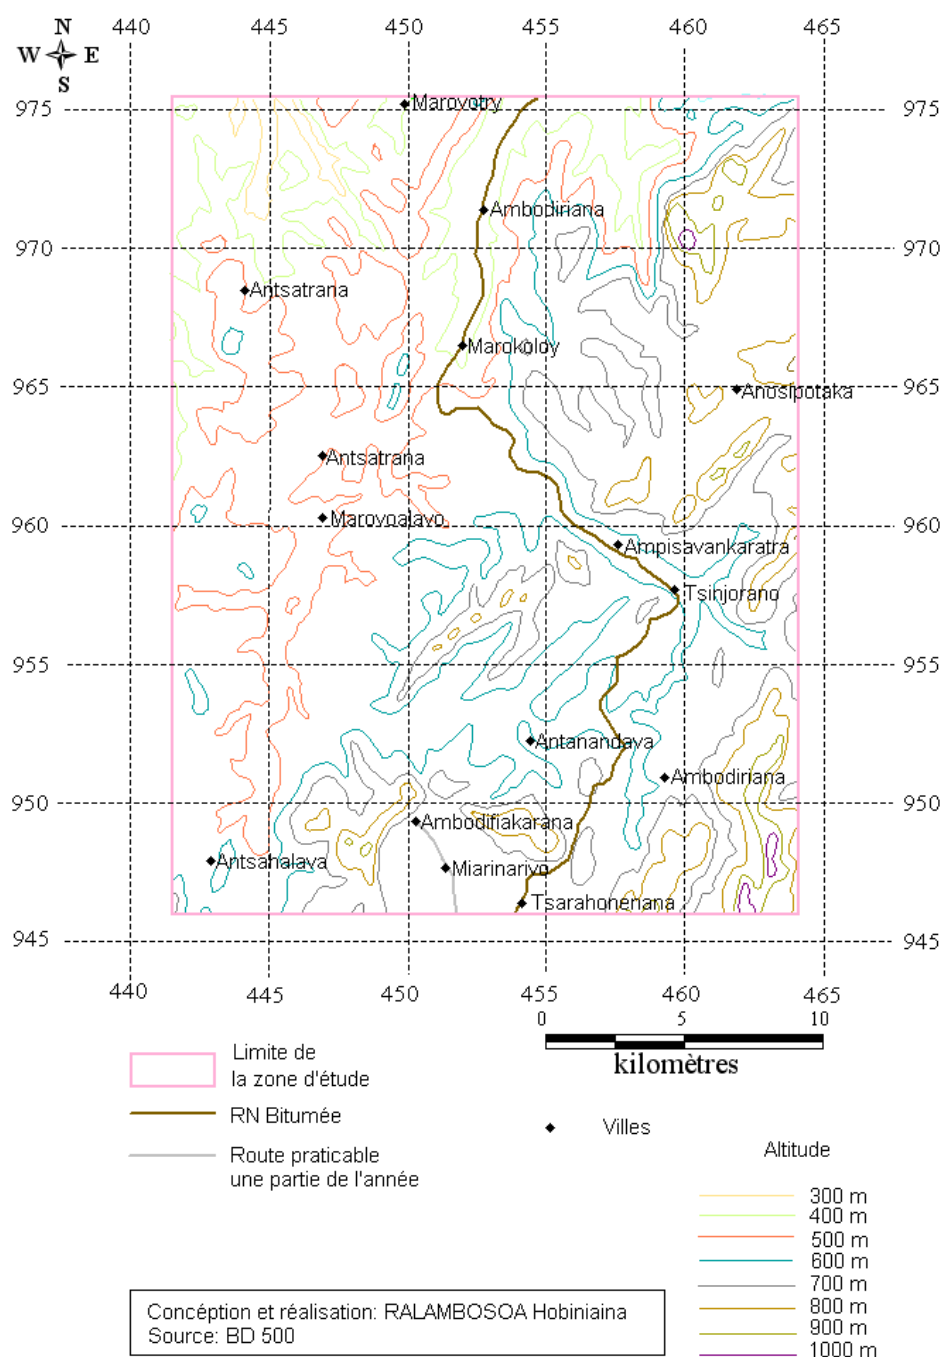 N
W E
S
440 445 450 455 460 465
975 Marovotry 975
Ambodiriana
970 970
Antsatrana
Marokoloy
965 965
Anosipotaka
Antsatrana
Marovoalavo
960 960
Ampisavankaratra
Tsinjorano
955 955
Antanandava
Ambodiriana
950 950
Ambodifiakarana
Antsahalava
Miarinarivo
Tsarahonenana
945 945
440 445 450 455 460 465
0 5 10
kilomètres
Limite de
la zone d'étude
RN Bitumée
Route praticable
une partie de l'année
Villes
Altitude
300 m
400 m
500 m
600 m
700 m
800 m
900 m
1000 m
Concéption et réalisation: RALAMBOSOA Hobiniaina
Source: BD 500